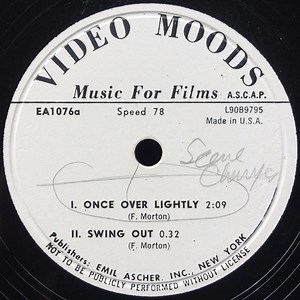 VIDEO MOODS
Music For Films A.S.C.A.P.
EA1076a Speed 78 L90B9795
Made in U.S.A.
Scene
Change
I. ONCE OVER LIGHTLY 2:09
(F. Morton)
II. SWING OUT 0.32
(F. Morton)
Publishers: EMIL ASCHER, INC., NEW YORK
NOT TO BE PUBLICLY PERFORMED WITHOUT LICENSE